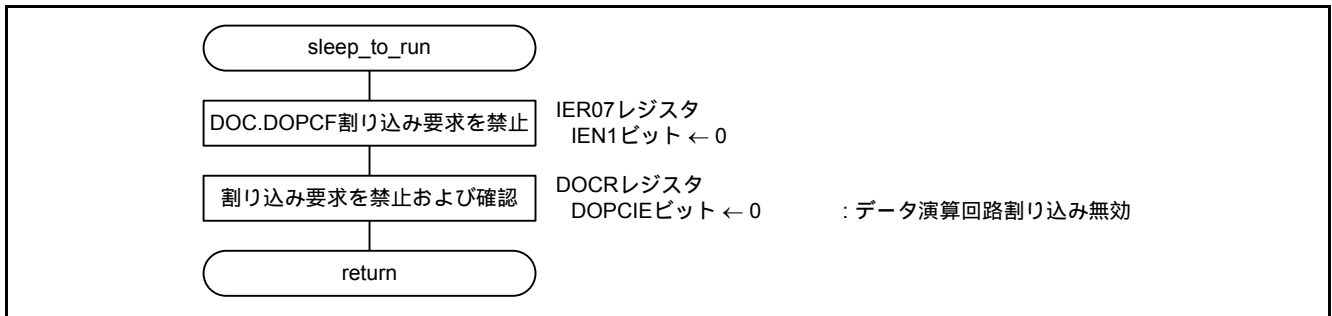 sleep_to_run
DOC.DOPCF割り込み要求を禁止
IER07レジスタ
IEN1ビット ← 0
割り込み要求を禁止および確認
DOCRレジスタ
DOPCIEビット ← 0 : データ演算回路割り込み無効
return